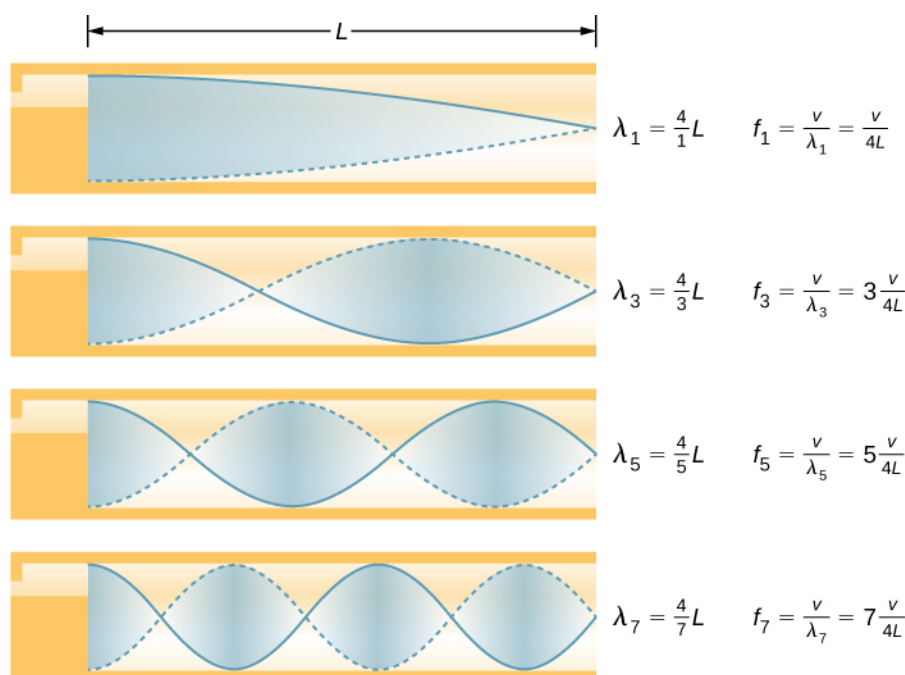 L
λ₁ = 4/1 L    f₁ = v/λ₁ = v/4L
λ₃ = 4/3 L    f₃ = v/λ₃ = 3 v/4L
λ₅ = 4/5 L    f₅ = v/λ₅ = 5 v/4L
λ₇ = 4/7 L    f₇ = v/λ₇ = 7 v/4L